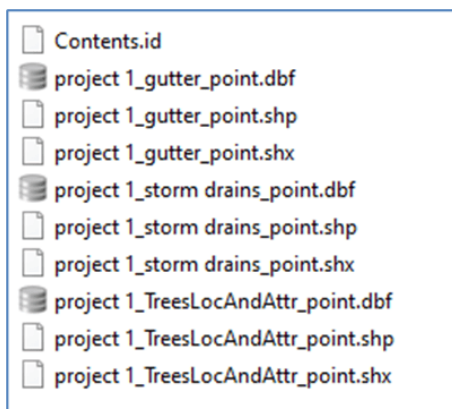 Contents.id
project 1_gutter_point.dbf
project 1_gutter_point.shp
project 1_gutter_point.shx
project 1_storm drains_point.dbf
project 1_storm drains_point.shp
project 1_storm drains_point.shx
project 1_TreesLocAndAttr_point.dbf
project 1_TreesLocAndAttr_point.shp
project 1_TreesLocAndAttr_point.shx